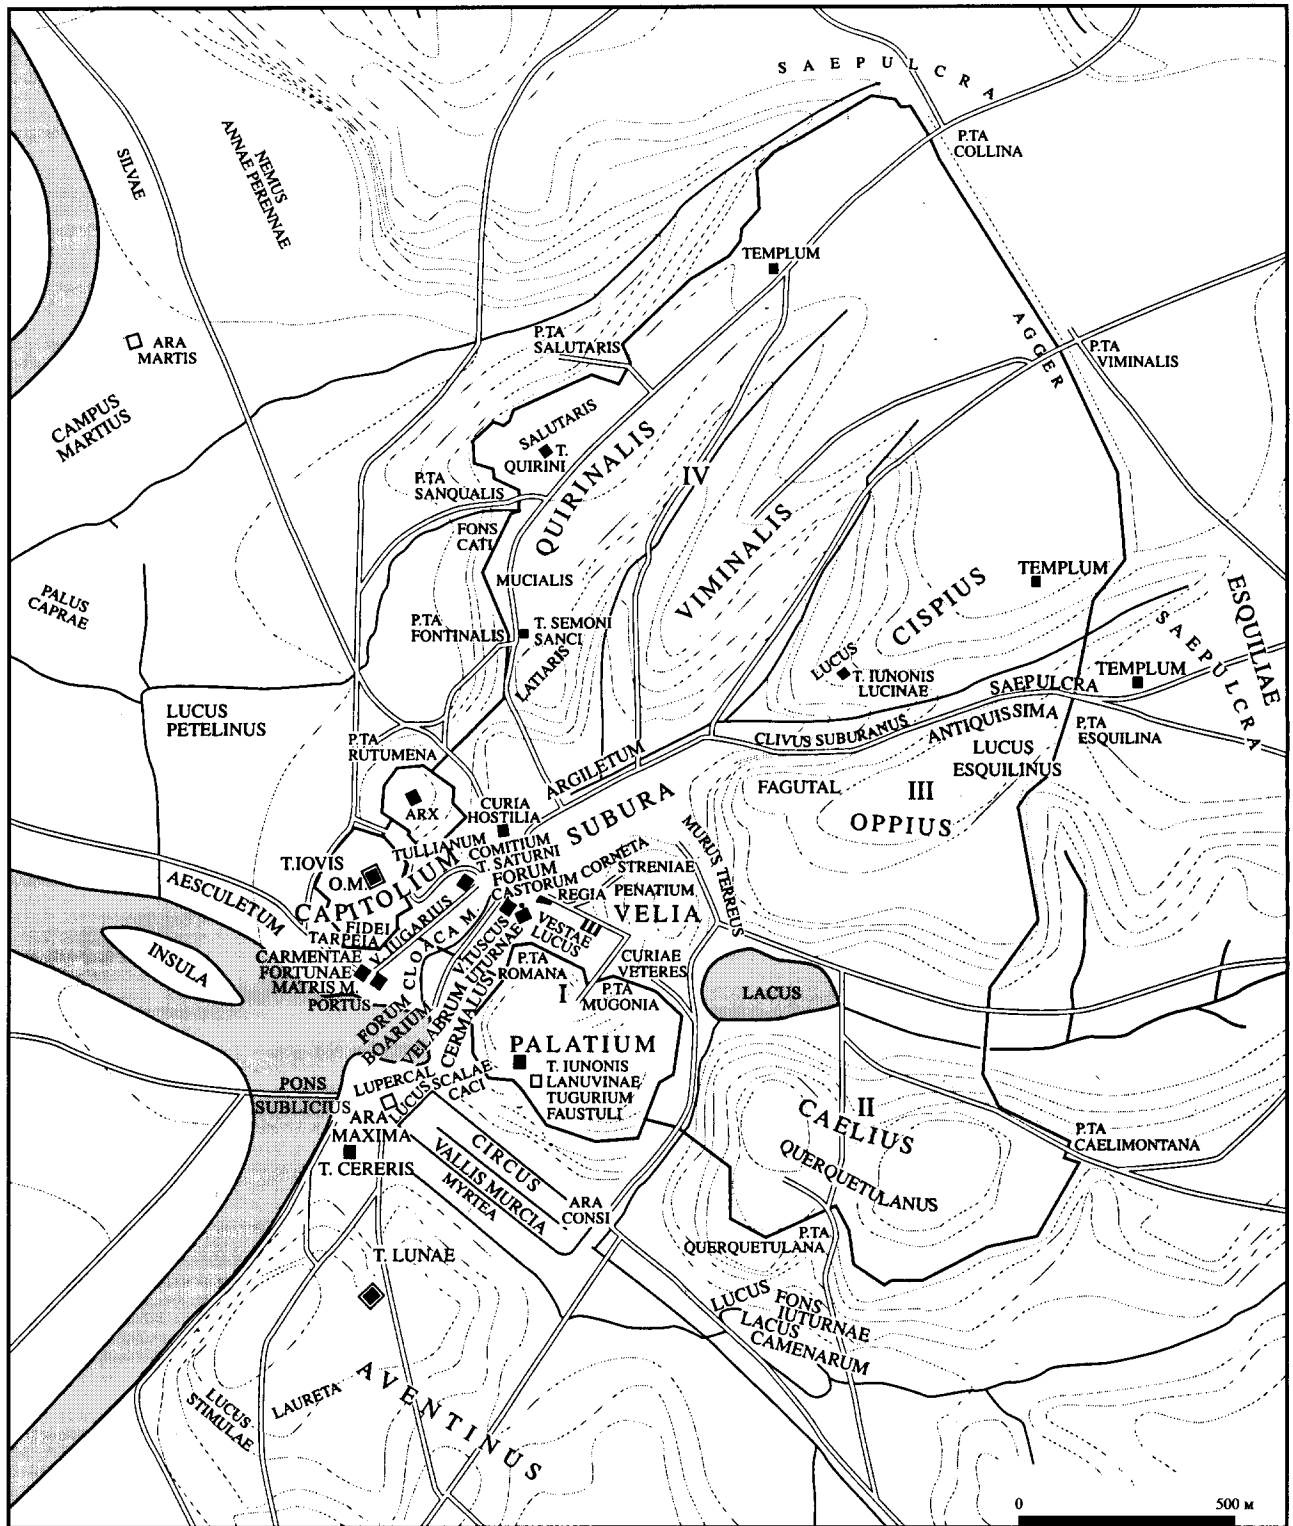 SAEPULCRA
P.TA
COLLINA
SILVAE
NEMUS
ANNAE PERENNAE
TEMPLUM
AGGER
P.TA
SALUTARIS
P.TA
VIMINALIS
ARA
MARTIS
CAMPUS
MARTIUS
SALUTARIS
T.
QUIRINI
QUIRINALIS
IV
P.TA
SANQUALIS
FONS
CATI
VIMINALIS
MUCIALIS
CISPIUS
TEMPLUM
PALUS
CAPRAE
P.TA
FONTINALIS
T. SEMONI
SANCI
LATIARIS
LUCUS
T. IUNONIS
LUCINAE
ESQUILIAE
SAEPULCRA
TEMPLUM
SAEPULCRA
ANTIQUISSIMA
CLIVUS SUBURANUS
P.TA
ESQUILINA
LUCUS
ESQUILINUS
LUCUS
PETELINUS
P.TA
RUTUMENA
ARGILETUM
FAGUTAL
III
OPPIUS
ARX
CURIA
HOSTILIA
SUBURA
TULLIANUM
COMITIUM
T. SATURNI
FORUM
CASTORUM
CORNETA
STRENIAE
REGIA
PENATIUM
VELIA
MURUS TERREUS
T.IOVIS
O.M.
CAPITOLIUM
AESCULETUM
FIDEI
TARPEIA
V. IUGARIUS
CLOACA M.
V.TUSCUS
IUTURNAE
VESTAE
LUCUS
III
CARMENTAE
FORTUNAE
MATRIS M.
PORTUS
INSULA
P.TA
ROMANA
CURIAE
VETERES
I
P.TA
MUGONIA
LACUS
FORUM
BOARIUM
VELABRUM
CERMALUS
PALATIUM
T. IUNONIS
LANUVINAE
TUGURIUM
FAUSTULI
PONS
SUBLICIUS
LUPERCAL
LUCUS
SCALAE
CACI
ARA
MAXIMA
T. CERERIS
CIRCUS
VALLIS MURCIA
MYRTEA
ARA
CONSI
II
CAELIUS
QUERQUETULANUS
P.TA
CAELIMONTANA
P.TA
QUERQUETULANA
T. LUNAE
LUCUS
FONS
IUTURNAE
LACUS
CAMENARUM
AVENTINUS
LAURETA
LUCUS
STIMULAE
0 500 M